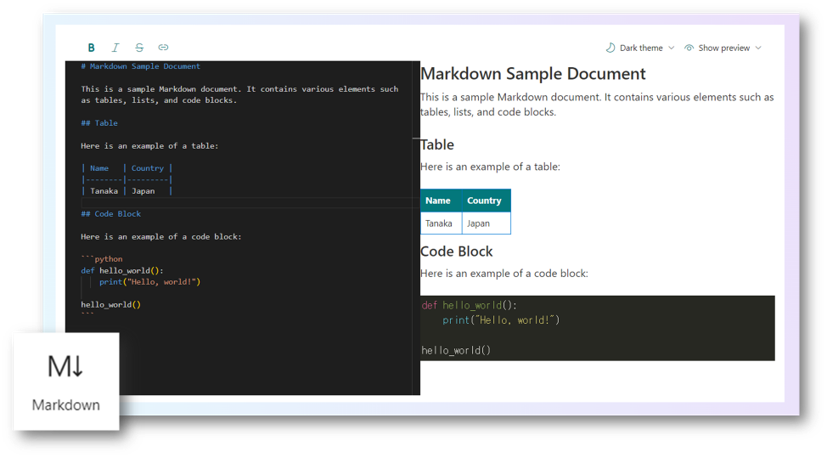 B I S
Dark theme
Show preview
# Markdown Sample Document
This is a sample Markdown document. It contains various elements such
as tables, lists, and code blocks.
## Table
Here is an example of a table:
| Name   | Country |
|--------|---------|
| Tanaka | Japan   |
## Code Block
Here is an example of a code block:
```python
def hello_world():
    print("Hello, world!")
hello_world()
```
Markdown Sample Document
This is a sample Markdown document. It contains various elements such as
tables, lists, and code blocks.
Table
Here is an example of a table:
Name Country
Tanaka Japan
Code Block
Here is an example of a code block:
def hello_world():
    print("Hello, world!")
hello_world()
M↓
Markdown